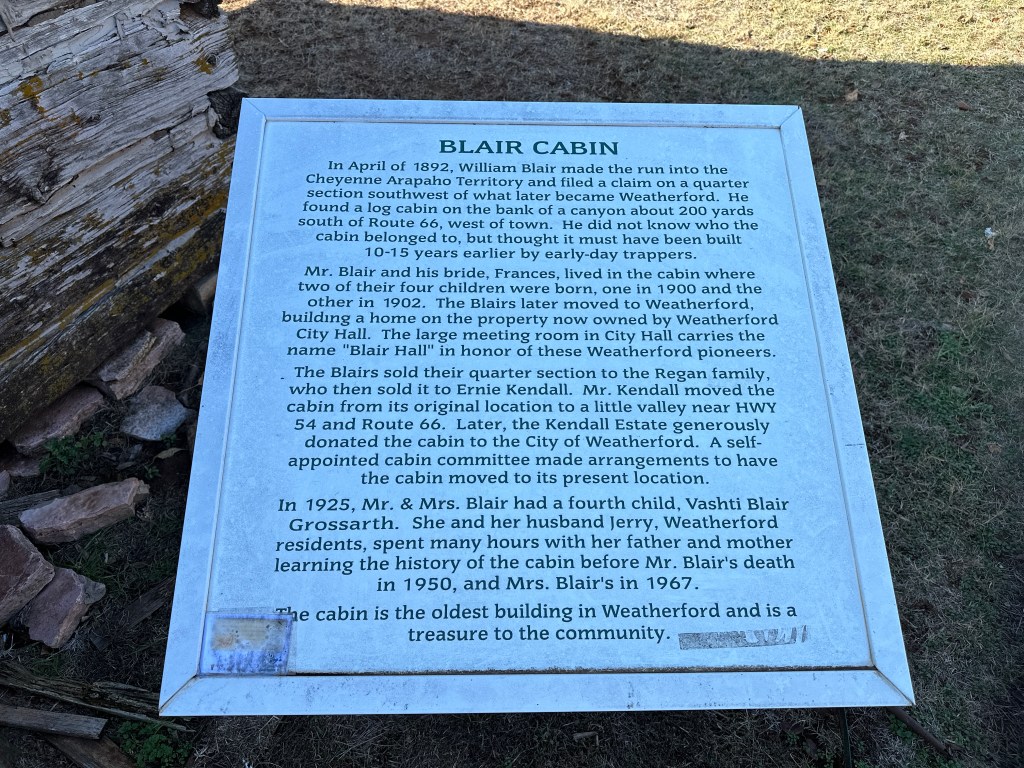 BLAIR CABIN
In April of 1892, William Blair made the run into the
Cheyenne Arapaho Territory and filed a claim on a quarter
section southwest of what later became Weatherford. He
found a log cabin on the bank of a canyon about 200 yards
south of Route 66, west of town. He did not know who the
cabin belonged to, but thought it must have been built
10-15 years earlier by early-day trappers.
Mr. Blair and his bride, Frances, lived in the cabin where
two of their four children were born, one in 1900 and the
other in 1902. The Blairs later moved to Weatherford,
building a home on the property now owned by Weatherford
City Hall. The large meeting room in City Hall carries the
name "Blair Hall" in honor of these Weatherford pioneers.
The Blairs sold their quarter section to the Regan family,
who then sold it to Ernie Kendall. Mr. Kendall moved the
cabin from its original location to a little valley near HWY
54 and Route 66. Later, the Kendall Estate generously
donated the cabin to the City of Weatherford. A self-
appointed cabin committee made arrangements to have
the cabin moved to its present location.
In 1925, Mr. & Mrs. Blair had a fourth child, Vashti Blair
Grossarth. She and her husband Jerry, Weatherford
residents, spent many hours with her father and mother
learning the history of the cabin before Mr. Blair's death
in 1950, and Mrs. Blair's in 1967.
The cabin is the oldest building in Weatherford and is a
treasure to the community.